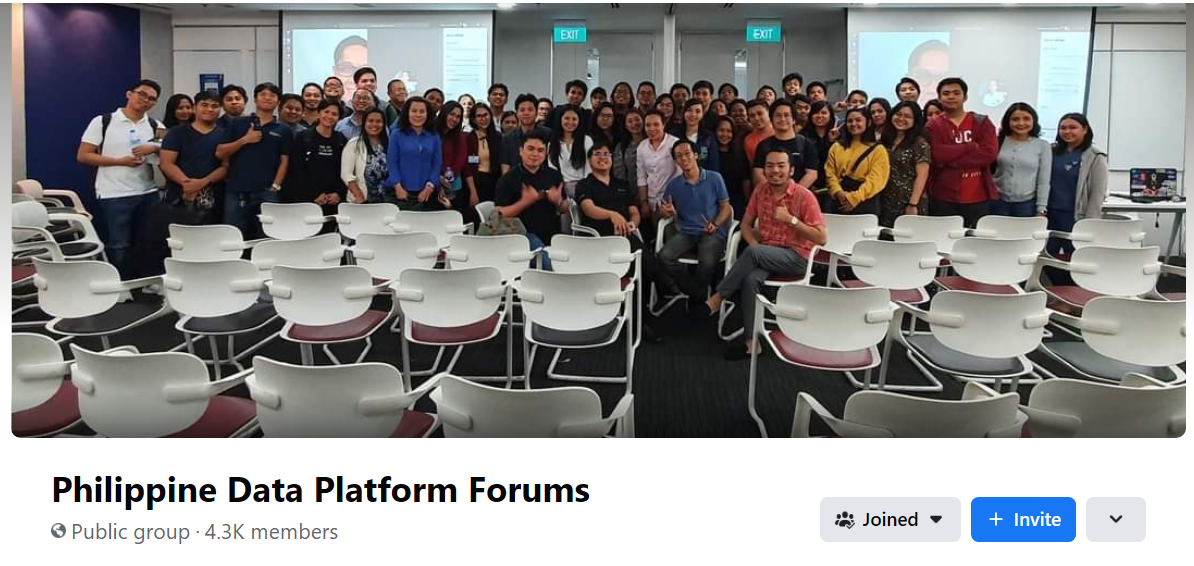 EXIT
EXIT
Philippine Data Platform Forums
Public group · 4.3K members
Joined
+ Invite